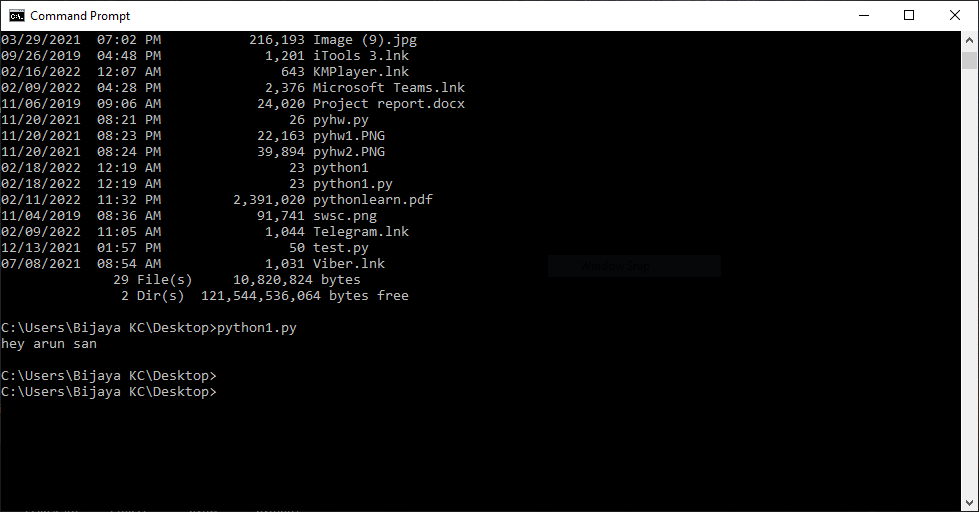 Command Prompt
03/29/2021  07:02 PM           216,193 Image (9).jpg
09/26/2019  04:48 PM             1,201 iTools 3.lnk
02/16/2022  12:07 AM               643 KMPlayer.lnk
02/09/2022  04:28 PM             2,376 Microsoft Teams.lnk
11/06/2019  09:06 AM            24,020 Project report.docx
11/20/2021  08:21 PM                26 pyhw.py
11/20/2021  08:23 PM            22,163 pyhw1.PNG
11/20/2021  08:24 PM            39,894 pyhw2.PNG
02/18/2022  12:19 AM                23 python1
02/18/2022  12:19 AM                23 python1.py
02/11/2022  11:32 PM         2,391,020 pythonlearn.pdf
11/04/2019  08:36 AM            91,741 swsc.png
02/09/2022  11:05 AM             1,044 Telegram.lnk
12/13/2021  01:57 PM                50 test.py
07/08/2021  08:54 AM             1,031 Viber.lnk
              29 File(s)     10,820,824 bytes
               2 Dir(s)  121,544,536,064 bytes free
C:\Users\Bijaya KC\Desktop>python1.py
hey arun san
C:\Users\Bijaya KC\Desktop>
C:\Users\Bijaya KC\Desktop>